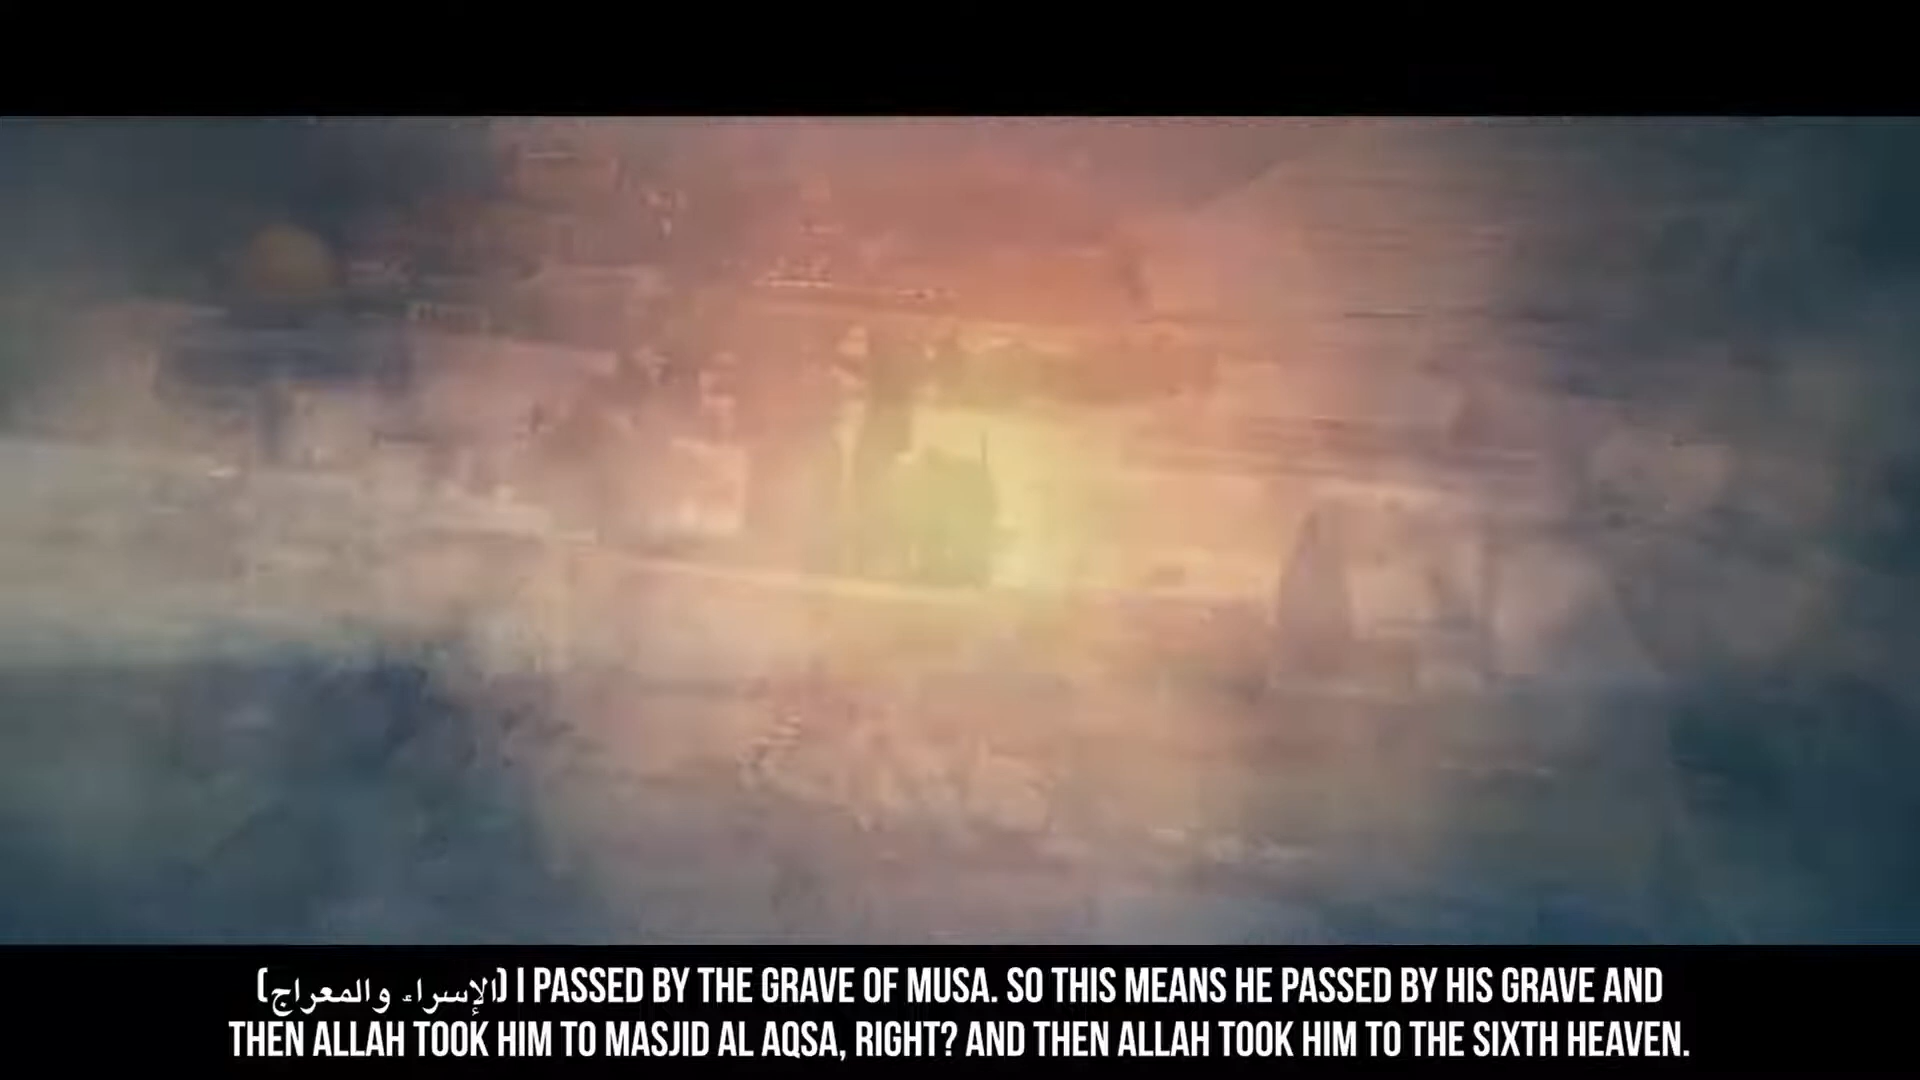 (الإسراء والمعراج) I PASSED BY THE GRAVE OF MUSA. SO THIS MEANS HE PASSED BY HIS GRAVE AND
THEN ALLAH TOOK HIM TO MASJID AL AQSA, RIGHT? AND THEN ALLAH TOOK HIM TO THE SIXTH HEAVEN.